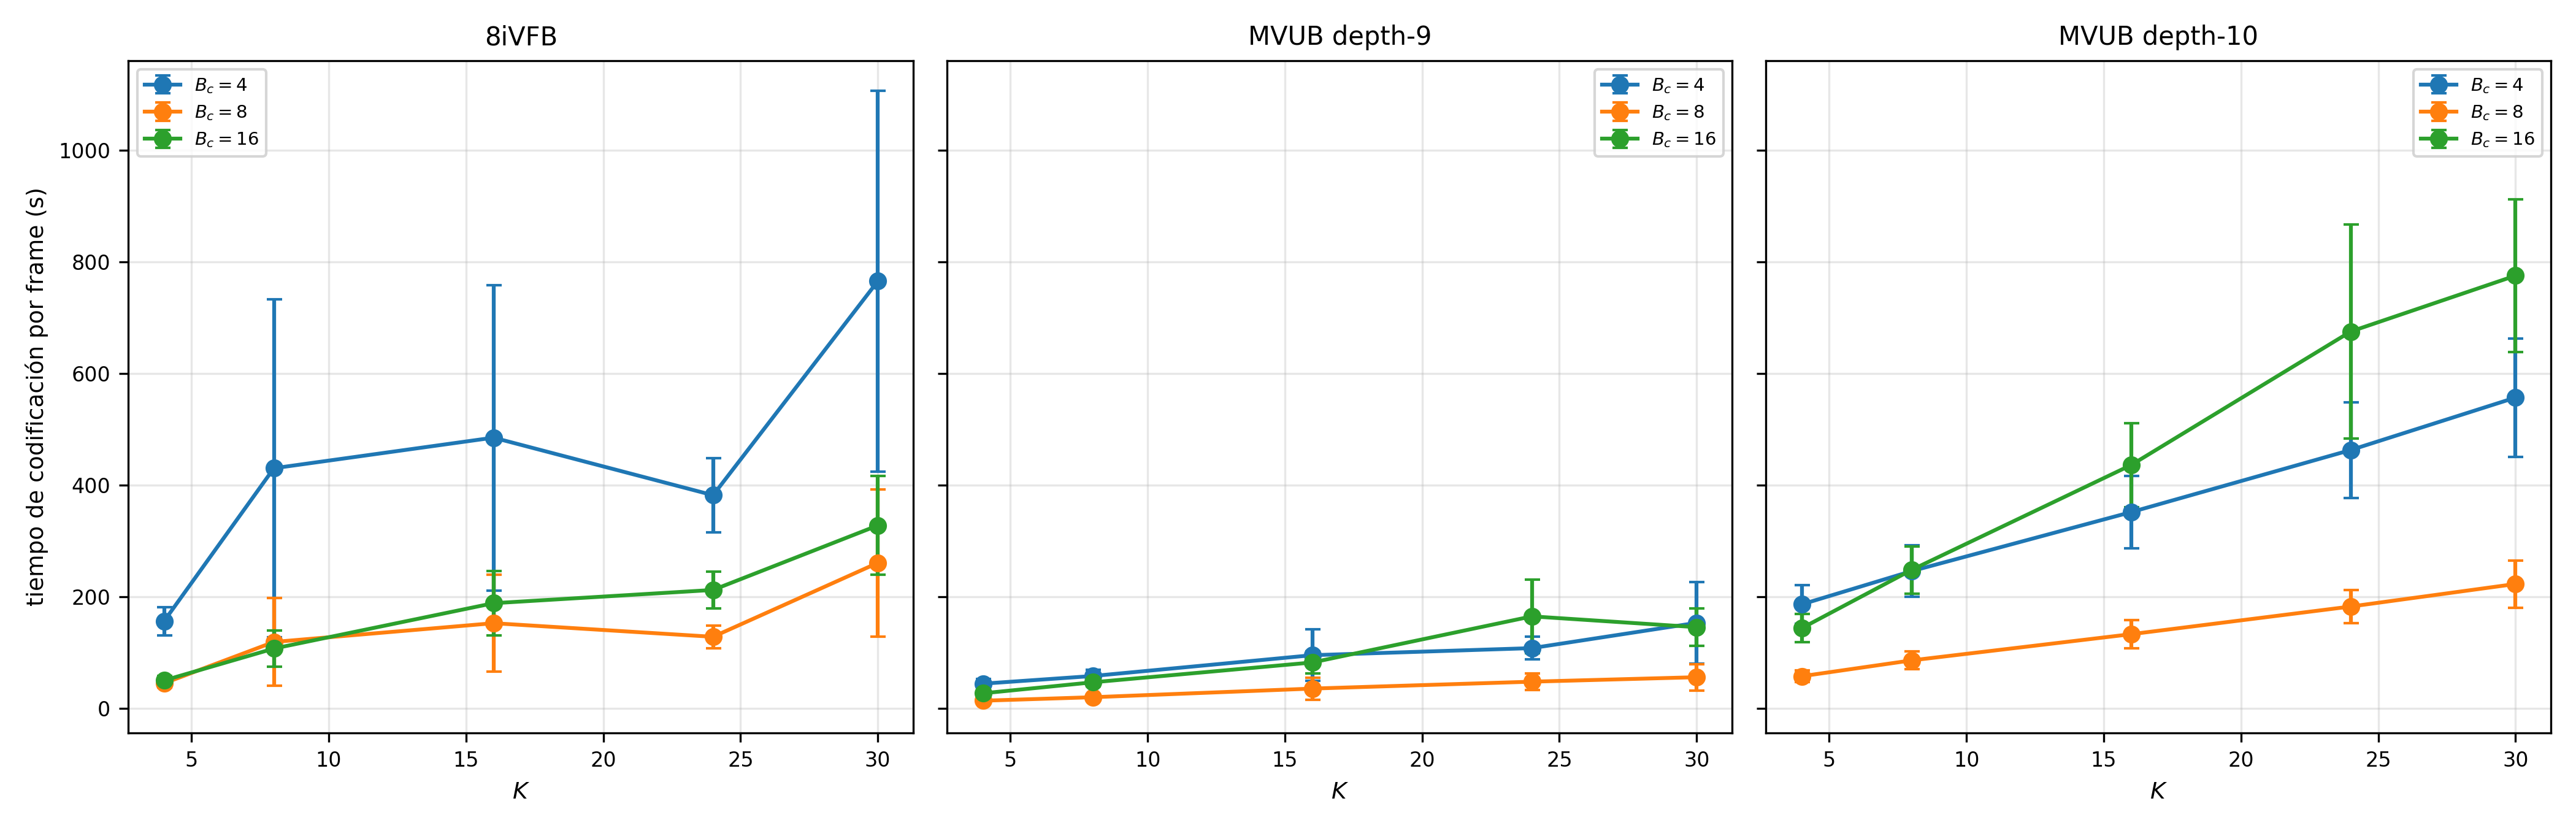 8iVFB
MVUB depth-9
MVUB depth-10
tiempo de codificación por frame (s)
1000
800
600
400
200
0
B_c = 4
B_c = 8
B_c = 16
5 10 15 20 25 30
K
B_c = 4
B_c = 8
B_c = 16
5 10 15 20 25 30
K
B_c = 4
B_c = 8
B_c = 16
5 10 15 20 25 30
K